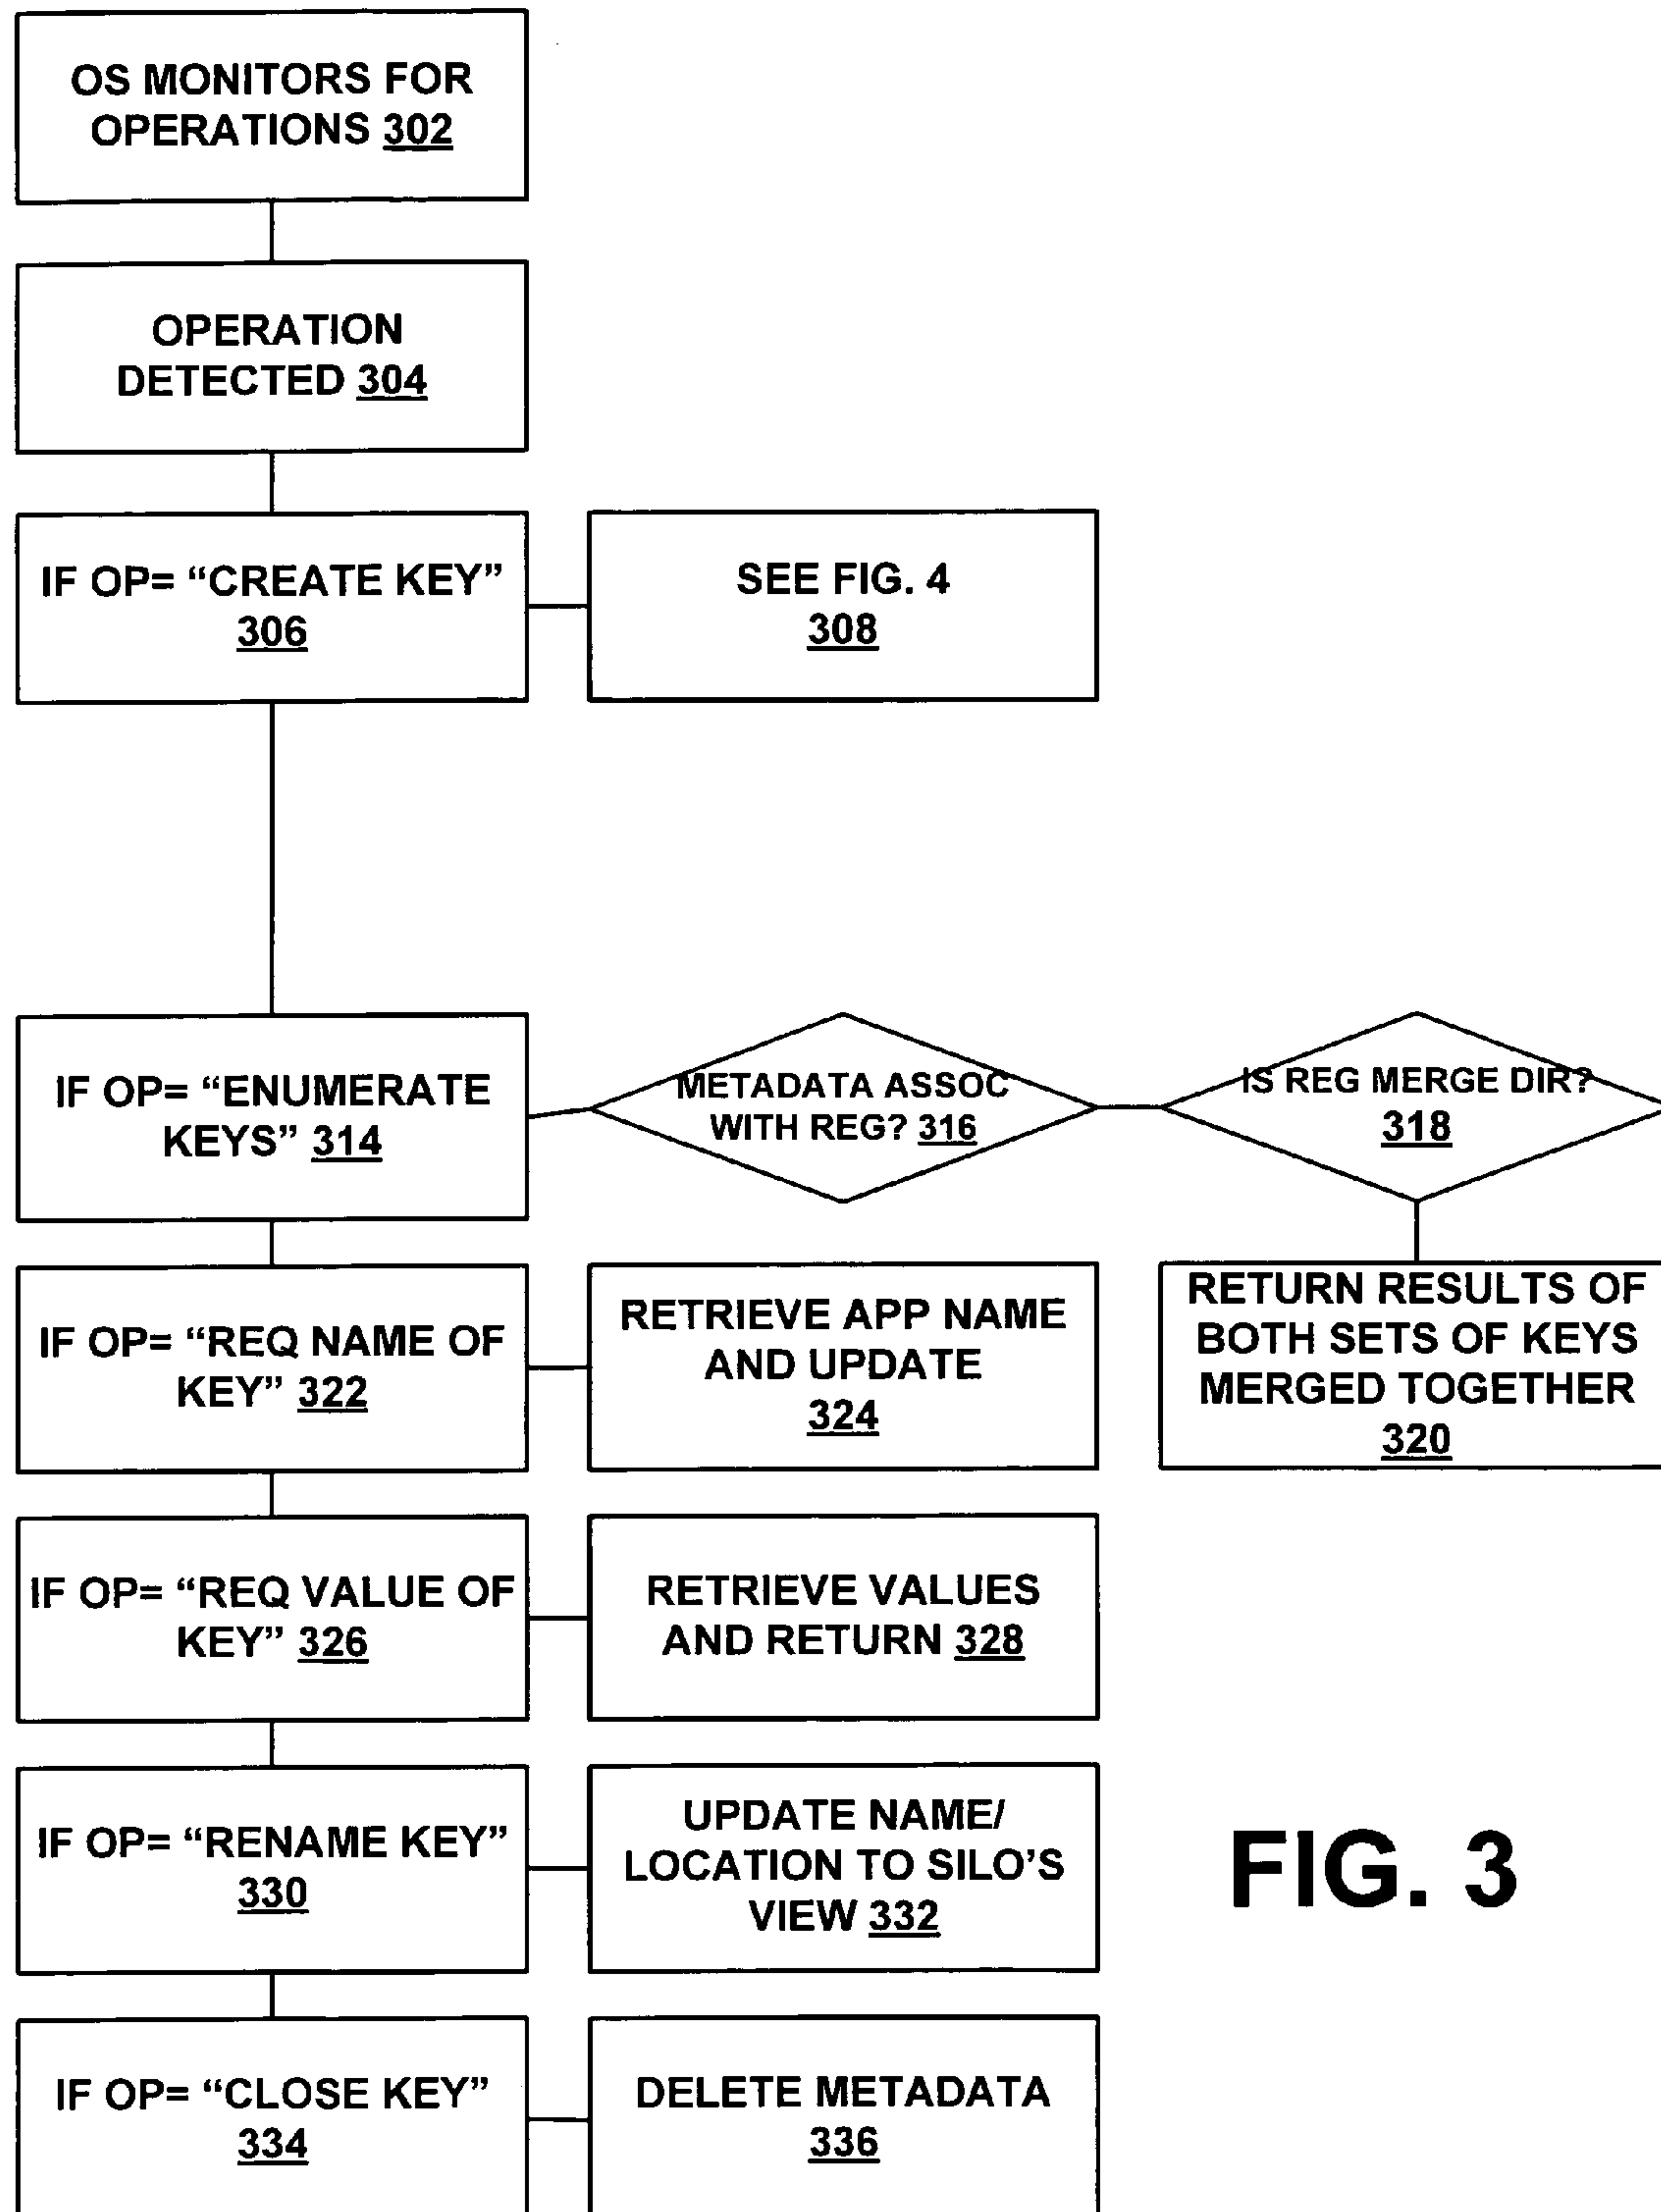 OS MONITORS FOR
OPERATIONS 302
OPERATION
DETECTED 304
IF OP= “CREATE KEY”
306
SEE FIG. 4
308
IF OP= “ENUMERATE
KEYS” 314
METADATA ASSOC
WITH REG? 316
IS REG MERGE DIR?
318
RETURN RESULTS OF
BOTH SETS OF KEYS
MERGED TOGETHER
320
IF OP= “REQ NAME OF
KEY” 322
RETRIEVE APP NAME
AND UPDATE
324
IF OP= “REQ VALUE OF
KEY” 326
RETRIEVE VALUES
AND RETURN 328
IF OP= “RENAME KEY”
330
UPDATE NAME/
LOCATION TO SILO’S
VIEW 332
IF OP= “CLOSE KEY”
334
DELETE METADATA
336
FIG. 3